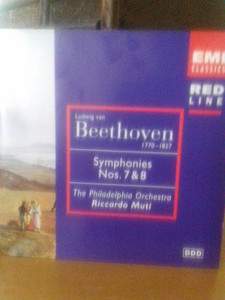 EMI
CLASSICS
RED
LINE
Ludwig van
Beethoven
1770 - 1827
Symphonies
Nos. 7 & 8
The Philadelphia Orchestra
Riccardo Muti
DDD